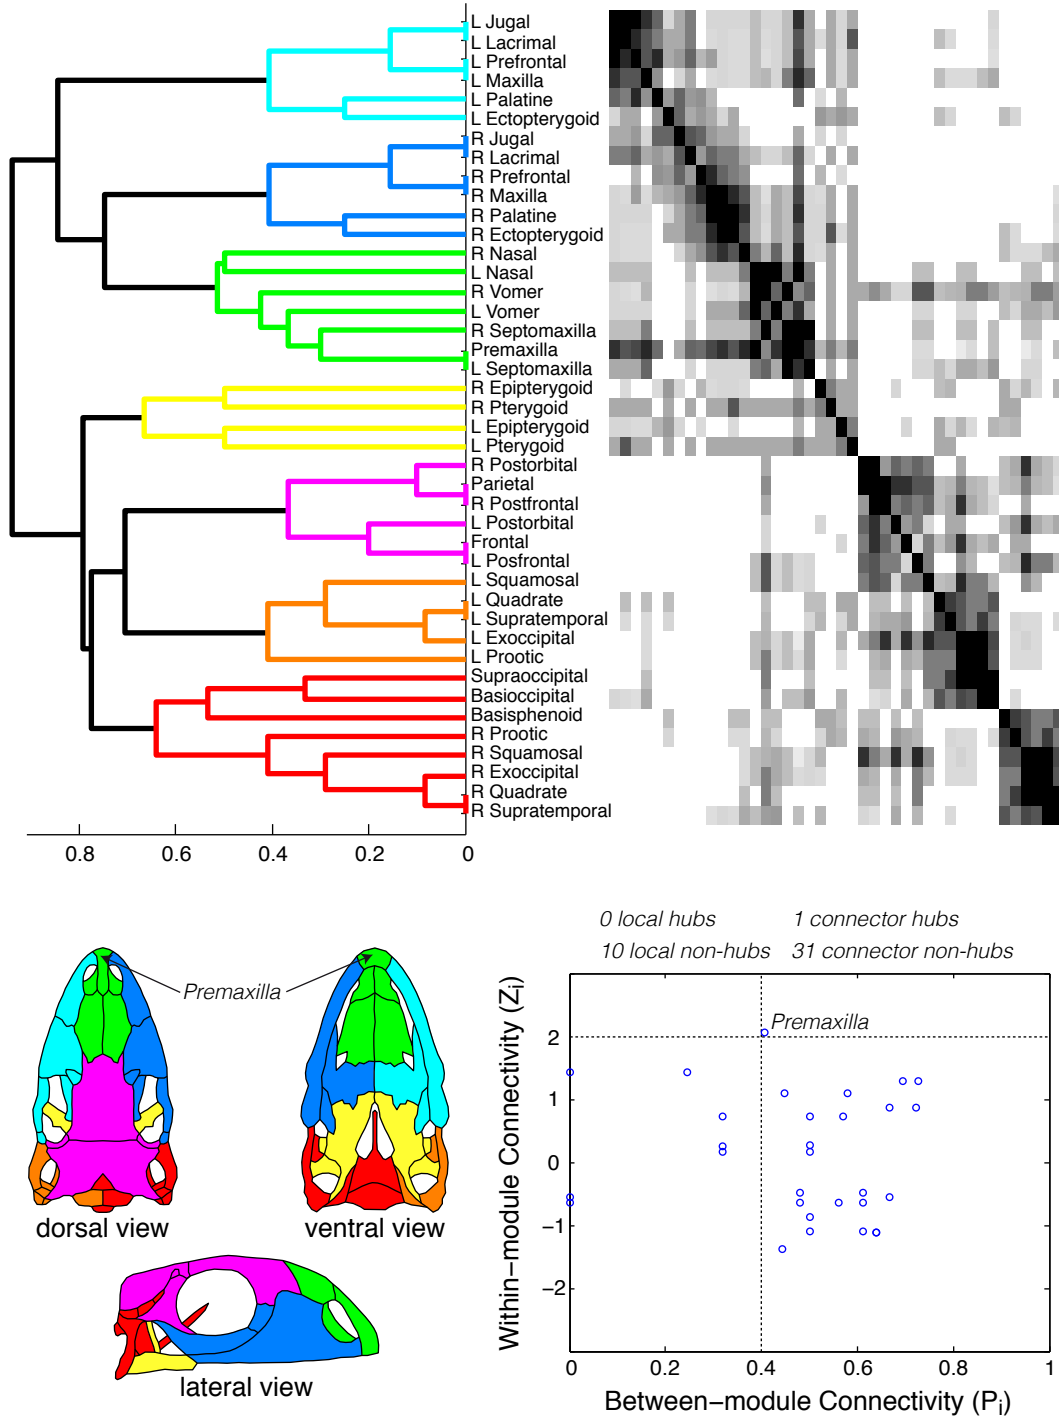 L Jugal
L Lacrimal
L Prefrontal
L Maxilla
L Palatine
L Ectopterygoid
R Jugal
R Lacrimal
R Prefrontal
R Maxilla
R Palatine
R Ectopterygoid
R Nasal
L Nasal
R Vomer
L Vomer
R Septomaxilla
Premaxilla
L Septomaxilla
R Epipterygoid
R Pterygoid
L Epipterygoid
L Pterygoid
R Postorbital
Parietal
R Postfrontal
L Postorbital
Frontal
L Posfrontal
L Squamosal
L Quadrate
L Supratemporal
L Exoccipital
L Prootic
Supraoccipital
Basioccipital
Basisphenoid
R Prootic
R Squamosal
R Exoccipital
R Quadrate
R Supratemporal
0.8 0.6 0.4 0.2 0
Premaxilla
dorsal view
ventral view
lateral view
0 local hubs 1 connector hubs
10 local non-hubs 31 connector non-hubs
Premaxilla
2
1
0
−1
−2
Within−module Connectivity (Zi)
0 0.2 0.4 0.6 0.8 1
Between−module Connectivity (Pi)